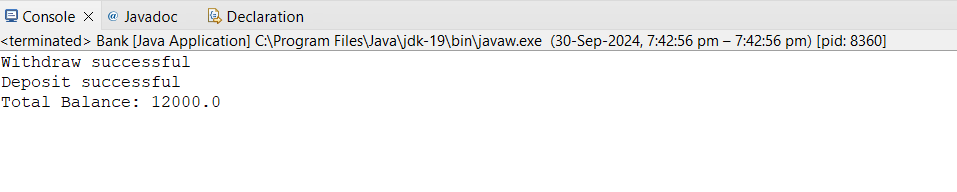 Console × @ Javadoc Declaration
<terminated> Bank [Java Application] C:\Program Files\Java\jdk-19\bin\javaw.exe (30-Sep-2024, 7:42:56 pm – 7:42:56 pm) [pid: 8360]
Withdraw successful
Deposit successful
Total Balance: 12000.0